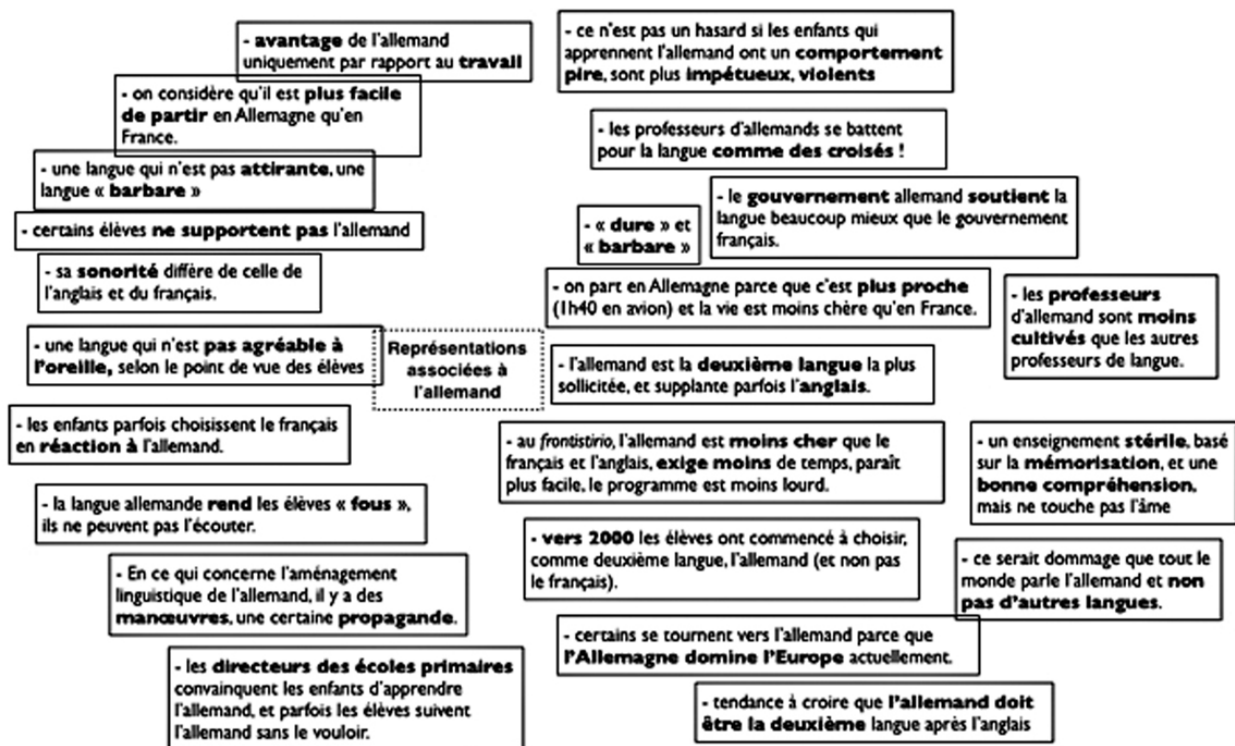 - avantage de l'allemand
uniquement par rapport au travail
- on considère qu'il est plus facile
de partir en Allemagne qu'en
France.
- une langue qui n'est pas attirante, une
langue « barbare »
- certains élèves ne supportent pas l'allemand
- sa sonorité diffère de celle de
l'anglais et du français.
- une langue qui n'est pas agréable à
l'oreille, selon le point de vue des élèves
- les enfants parfois choisissent le français
en réaction à l'allemand.
- la langue allemande rend les élèves « fous »,
ils ne peuvent pas l'écouter.
- En ce qui concerne l'aménagement
linguistique de l'allemand, il y a des
manœuvres, une certaine propagande.
- les directeurs des écoles primaires
convainquent les enfants d'apprendre
l'allemand, et parfois les élèves suivent
l'allemand sans le vouloir.
Représentations
associées à
l'allemand
- ce n'est pas un hasard si les enfants qui
apprennent l'allemand ont un comportement
pire, sont plus impétueux, violents
- les professeurs d'allemands se battent
pour la langue comme des croisés !
- le gouvernement allemand soutient la
langue beaucoup mieux que le gouvernement
français.
- « dure » et
« barbare »
- on part en Allemagne parce que c'est plus proche
(1h40 en avion) et la vie est moins chère qu'en France.
- les professeurs
d'allemand sont moins
cultivés que les autres
professeurs de langue.
- l'allemand est la deuxième langue la plus
sollicitée, et supplante parfois l'anglais.
- au frontistirio, l'allemand est moins cher que le
français et l'anglais, exige moins de temps, paraît
plus facile, le programme est moins lourd.
- un enseignement stérile, basé
sur la mémorisation, et une
bonne compréhension,
mais ne touche pas l'âme
- vers 2000 les élèves ont commencé à choisir,
comme deuxième langue, l'allemand (et non pas
le français).
- ce serait dommage que tout le
monde parle l'allemand et non
pas d'autres langues.
- certains se tournent vers l'allemand parce que
l'Allemagne domine l'Europe actuellement.
- tendance à croire que l'allemand doit
être la deuxième langue après l'anglais